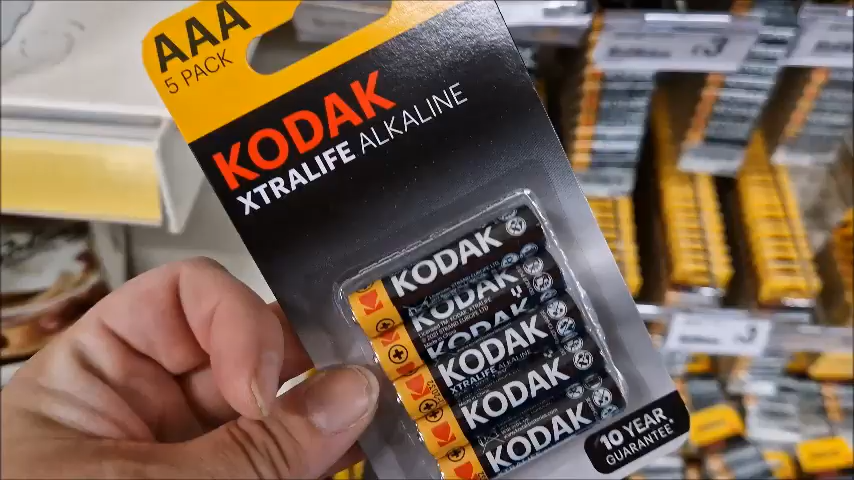 AAA
5 PACK
KODAK
XTRALIFE ALKALINE
KODAK
KODAK
KODAK
KODAK
XTRALIFE ALKALINE
KODAK
KODAK
10 YEAR
GUARANTEE*